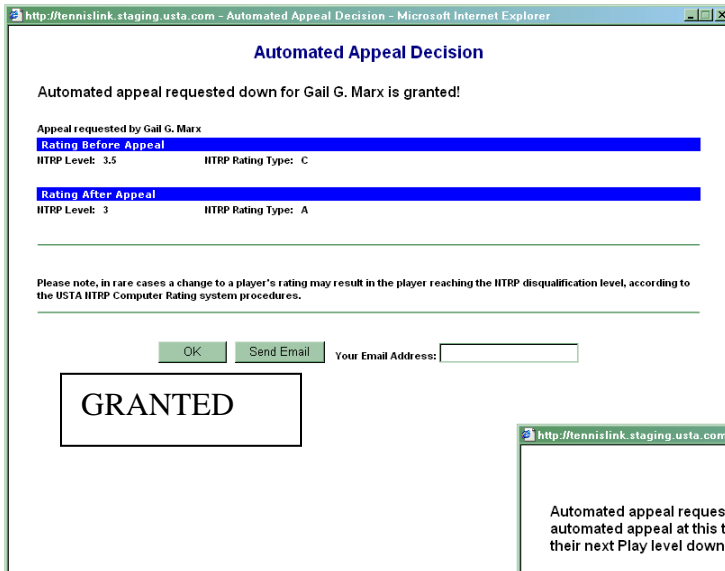 http://tennislink.staging.usta.com - Automated Appeal Decision - Microsoft Internet Explorer
Automated Appeal Decision
Automated appeal requested down for Gail G. Marx is granted!
Appeal requested by Gail G. Marx
Rating Before Appeal
NTRP Level: 3.5 NTRP Rating Type: C
Rating After Appeal
NTRP Level: 3 NTRP Rating Type: A
Please note, in rare cases a change to a player's rating may result in the player reaching the NTRP disqualification level, according to
the USTA NTRP Computer Rating system procedures.
OK Send Email Your Email Address:
GRANTED
http://tennislink.staging.usta.com
Automated appeal reques
automated appeal at this t
their next Play level down